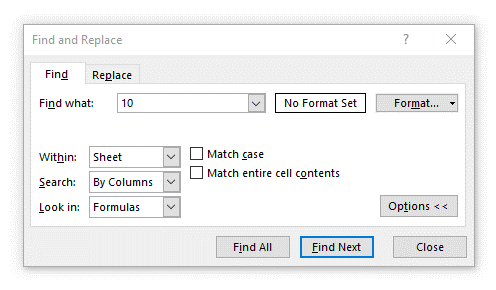 Find and Replace ?
Find Replace
Find what: 10 No Format Set Format...
Within: Sheet Match case
Search: By Columns Match entire cell contents
Look in: Formulas Options <<
Find All Find Next Close